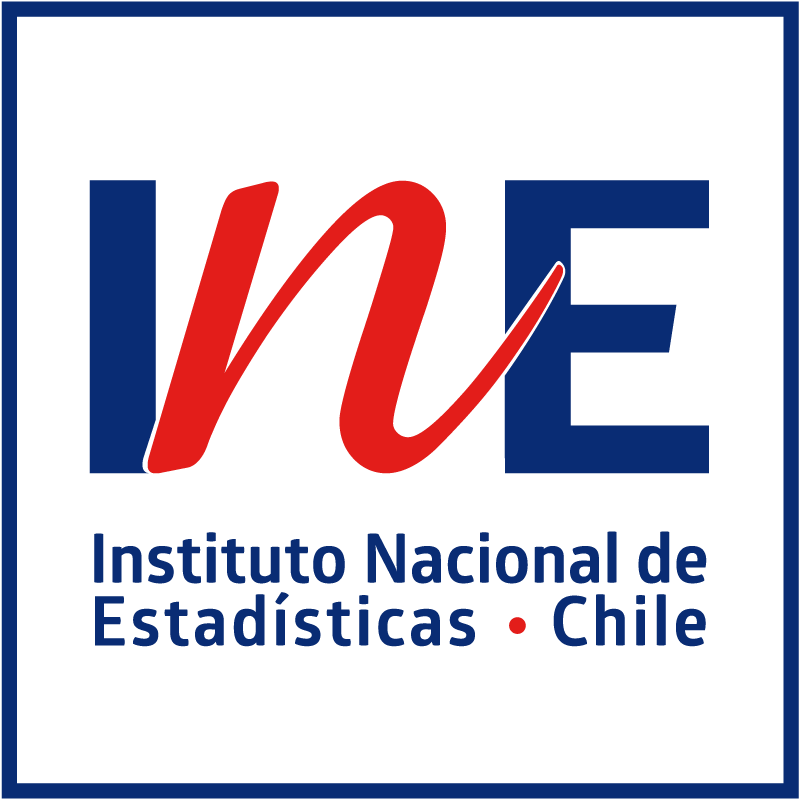 InE
Instituto Nacional de
Estadísticas • Chile